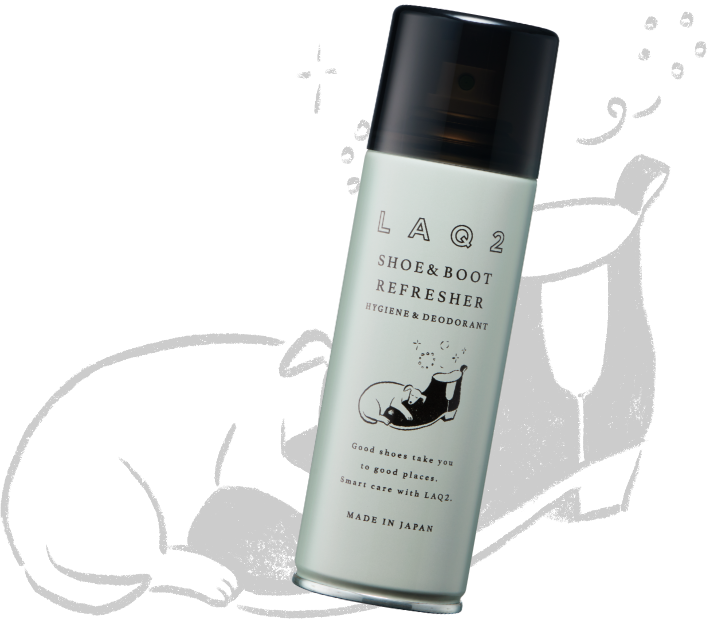 LAQ2
SHOE&BOOT
REFRESHER
HYGIENE & DEODORANT
Good shoes take you
to good places.
Smart care with LAQ2.
MADE IN JAPAN